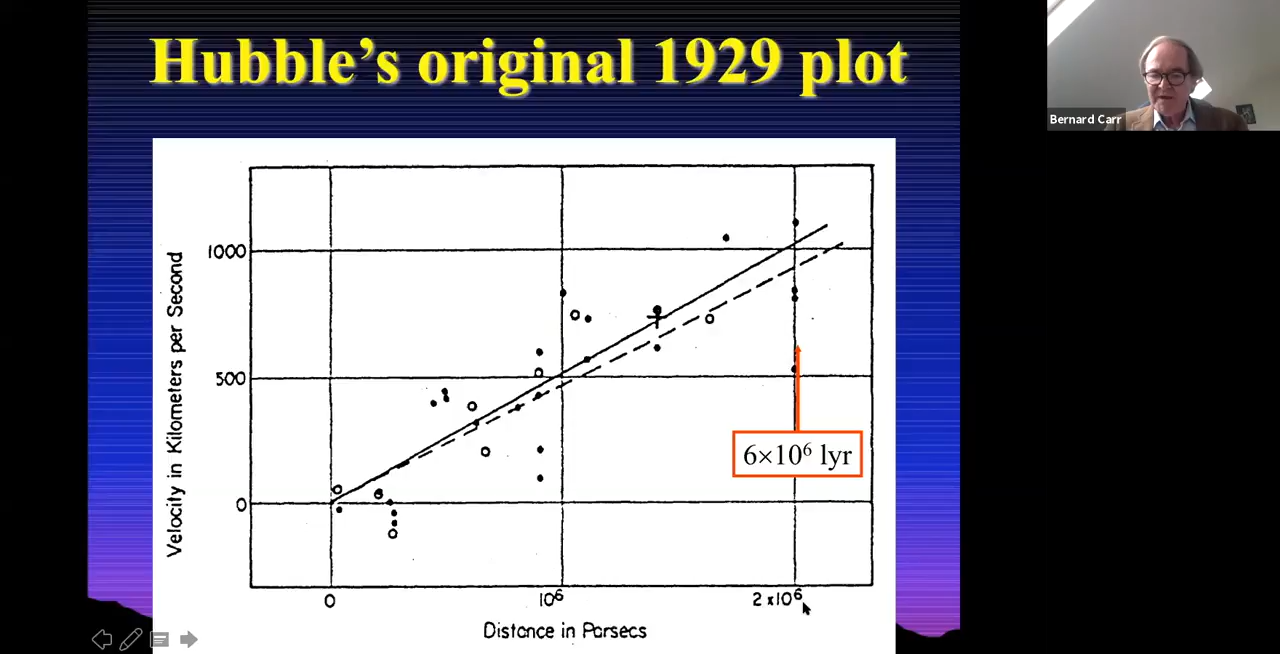 Hubble's original 1929 plot
Bernard Carr
1000
500
0
Velocity in Kilometers per Second
6×10⁶ lyr
0
10⁶
2 x10⁶
Distance in Parsecs